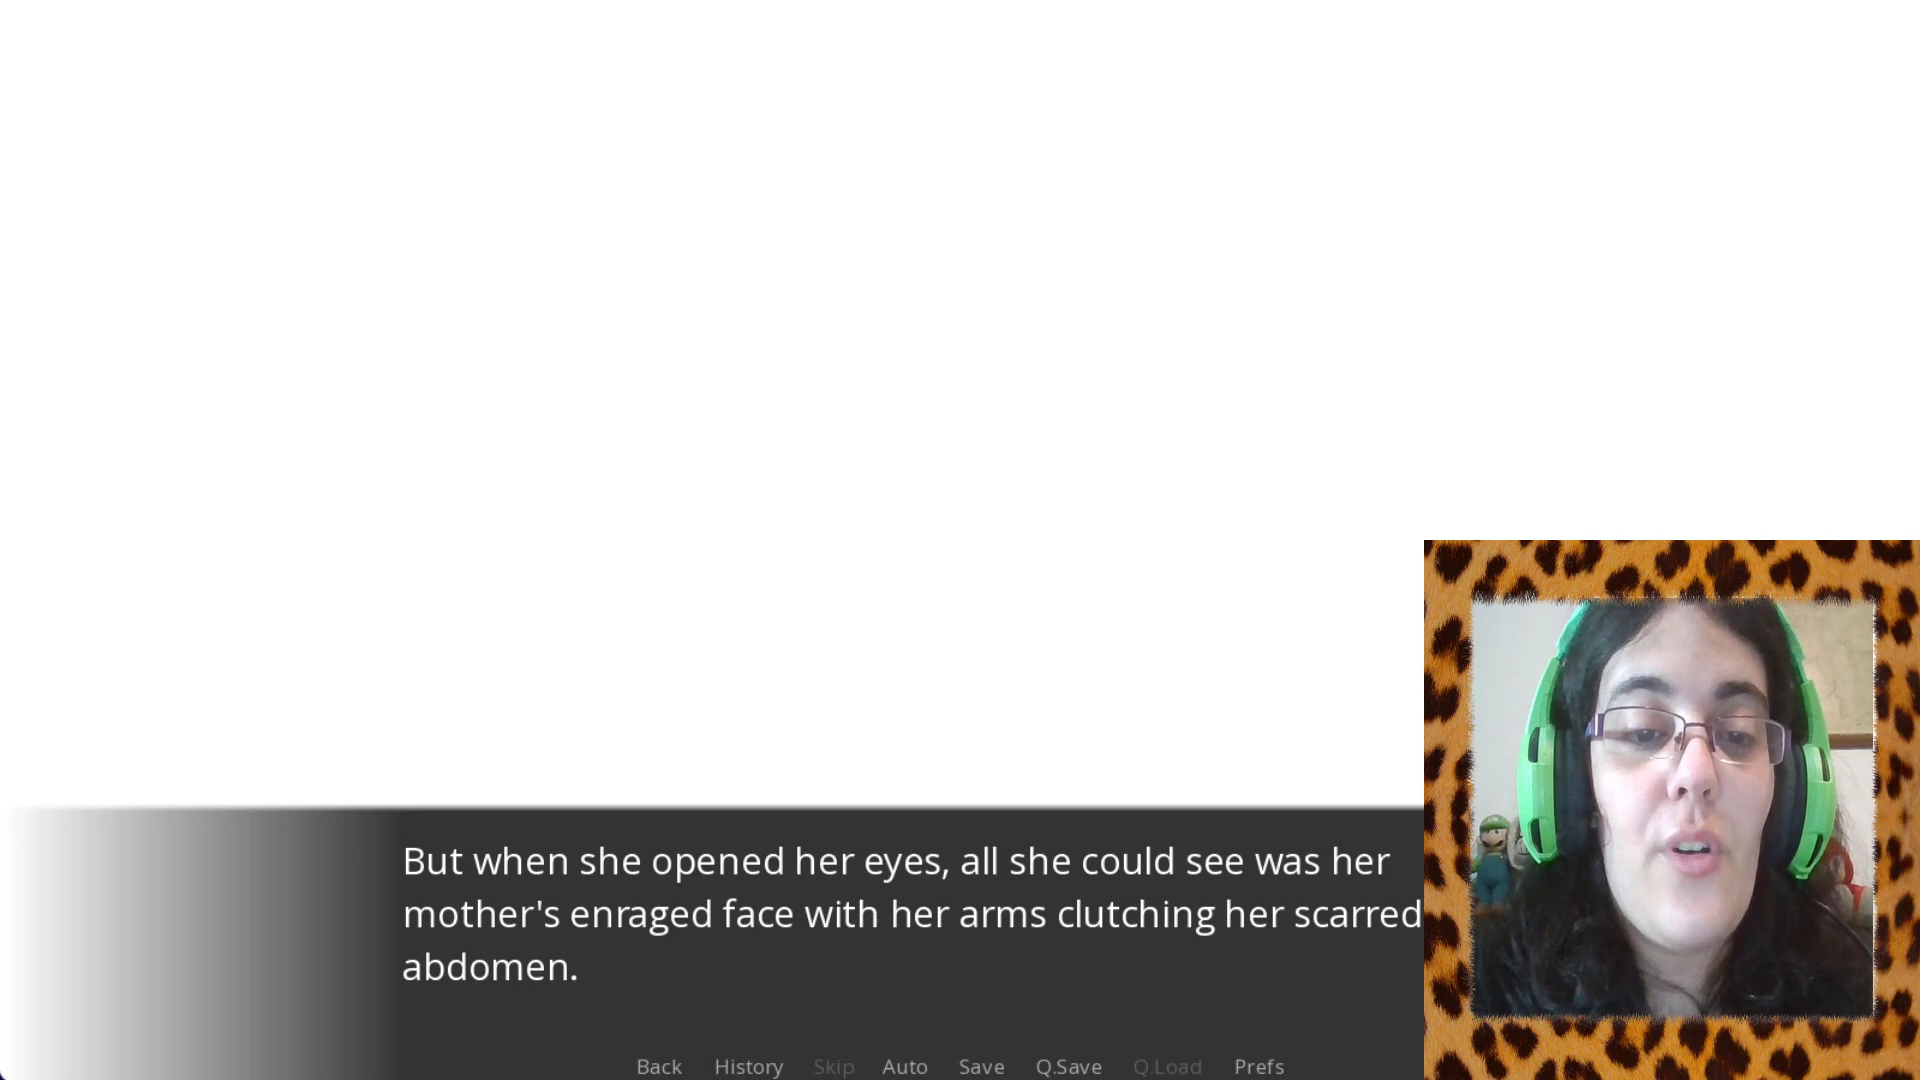 But when she opened her eyes, all she could see was her
mother's enraged face with her arms clutching her scarred
abdomen.
Back History Skip Auto Save Q.Save Q.Load Prefs